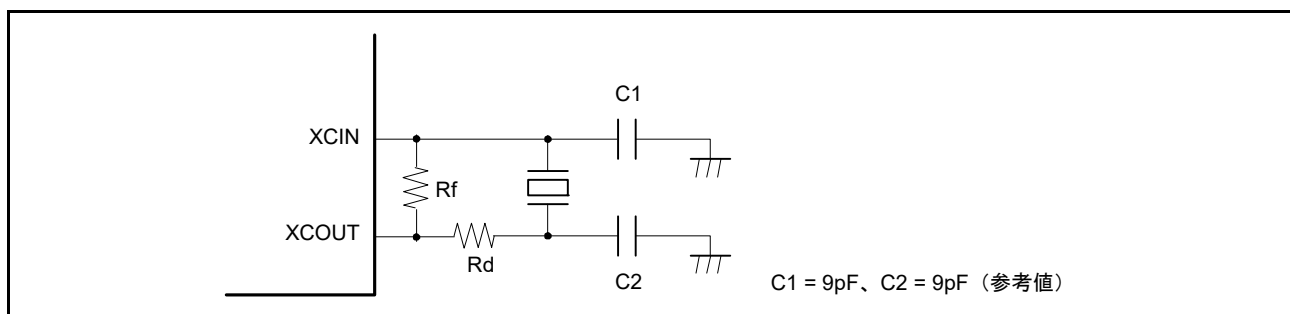 C1
XCIN
Rf
XCOUT
Rd
C2
C1 = 9pF、C2 = 9pF（参考値）